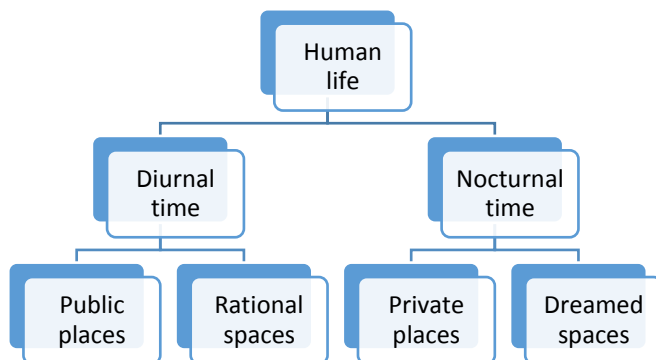 Human
life
Diurnal
time
Nocturnal
time
Public
places
Rational
spaces
Private
places
Dreamed
spaces